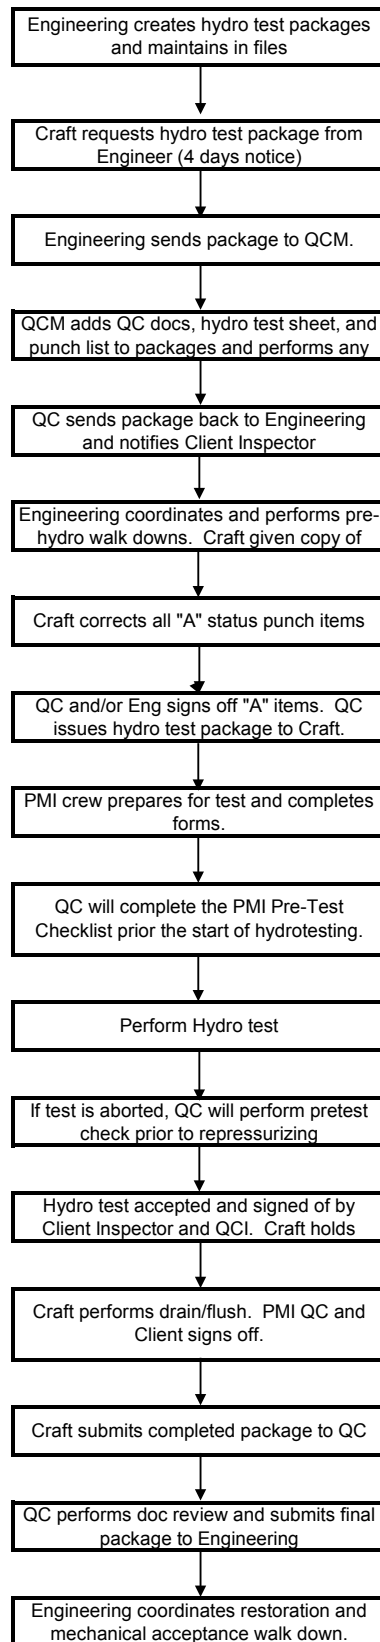 Engineering creates hydro test packages
and maintains in files
Craft requests hydro test package from
Engineer (4 days notice)
Engineering sends package to QCM.
QCM adds QC docs, hydro test sheet, and
punch list to packages and performs any
QC sends package back to Engineering
and notifies Client Inspector
Engineering coordinates and performs pre-
hydro walk downs.  Craft given copy of
Craft corrects all "A" status punch items
QC and/or Eng signs off "A" items.  QC
issues hydro test package to Craft.
PMI crew prepares for test and completes
forms.
QC will complete the PMI Pre-Test
Checklist prior the start of hydrotesting.
Perform Hydro test
If test is aborted, QC will perform pretest
check prior to repressurizing
Hydro test accepted and signed of by
Client Inspector and QCI.  Craft holds
Craft performs drain/flush.  PMI QC and
Client signs off.
Craft submits completed package to QC
QC performs doc review and submits final
package to Engineering
Engineering coordinates restoration and
mechanical acceptance walk down.